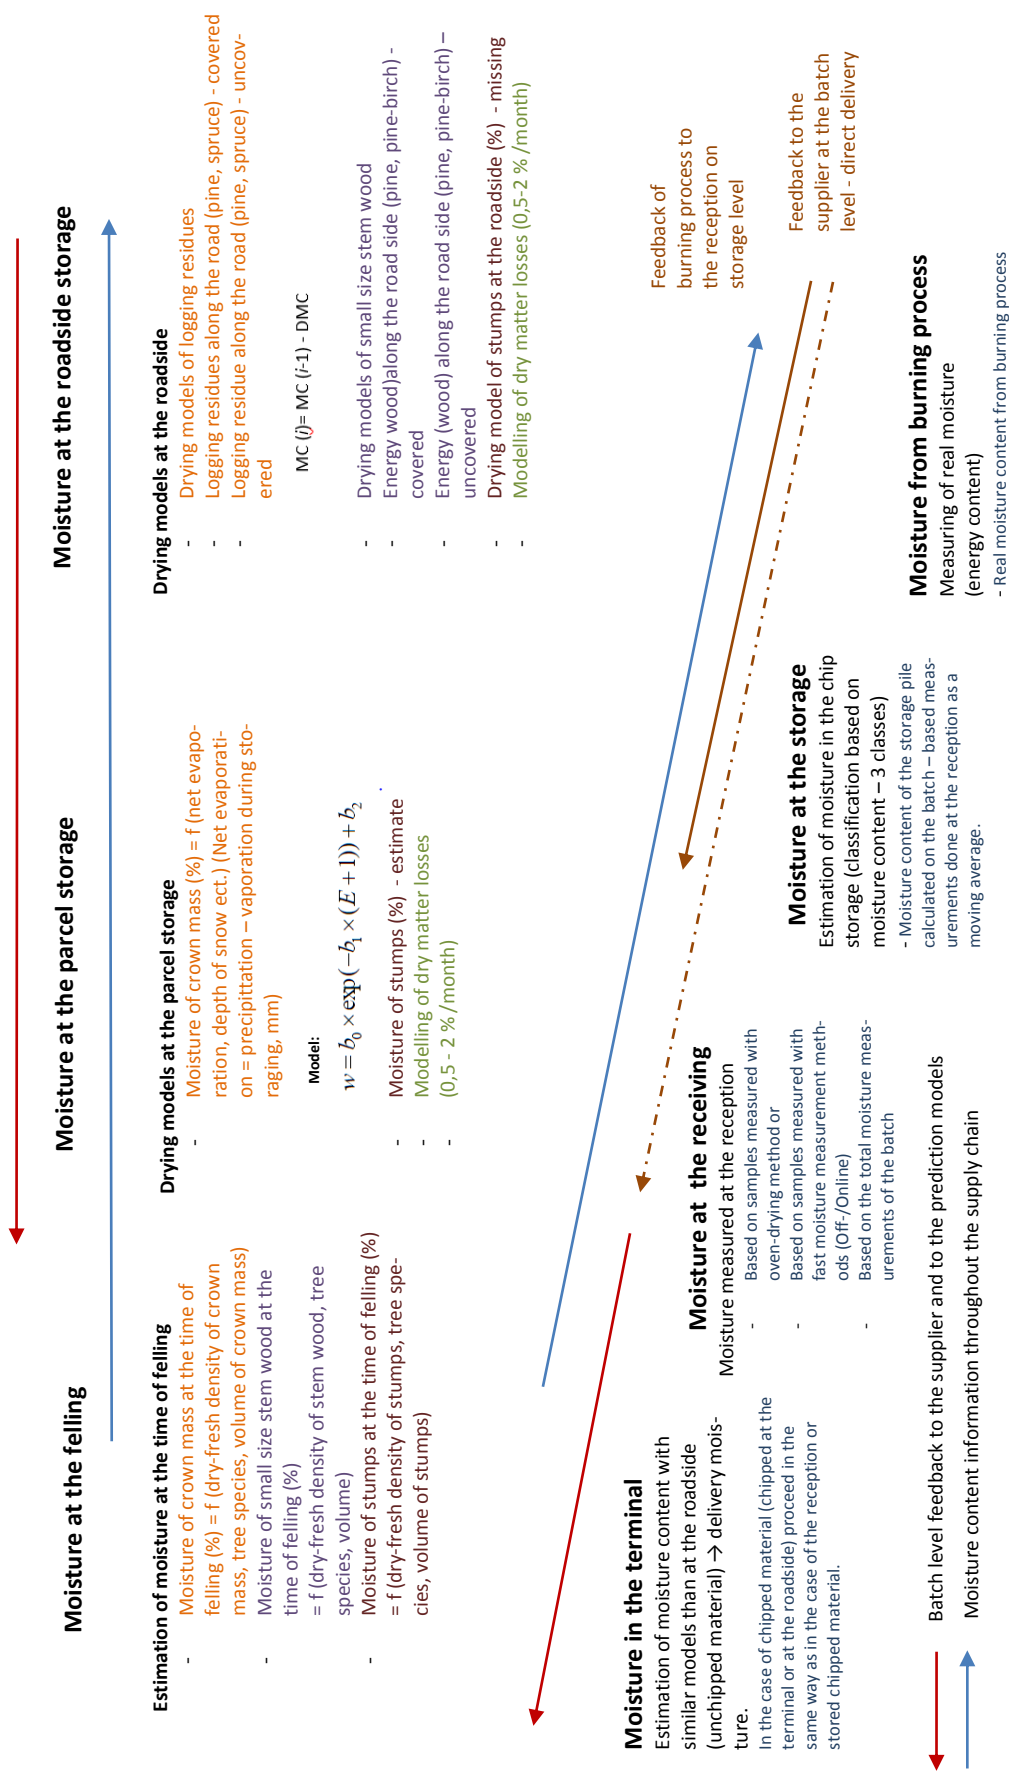 Moisture at the felling
Estimation of moisture at the time of felling
- Moisture of crown mass at the time of
felling (%) = f (dry-fresh density of crown
mass, tree species, volume of crown mass)
- Moisture of small size stem wood at the
time of felling (%)
= f (dry-fresh density of stem wood, tree
species, volume)
- Moisture of stumps at the time of felling (%)
= f (dry-fresh density of stumps, tree spe-
cies, volume of stumps)
Moisture at the parcel storage
Drying models at the parcel storage
- Moisture of crown mass (%) = f (net evapo-
ration, depth of snow ect.) (Net evaporati-
on = precipittation – vaporation during sto-
raging, mm)
Model:
w = b₀ × exp(−b₁ × (E + 1)) + b₂
- Moisture of stumps (%) - estimate
- Modelling of dry matter losses
- (0,5 - 2 % /month)
Moisture at the roadside storage
Drying models at the roadside
- Drying models of logging residues
- Logging residues along the road (pine, spruce) - covered
- Logging residue along the road (pine, spruce) - uncov-
ered
MC (i)= MC (i-1) - DMC
- Drying models of small size stem wood
- Energy wood)along the road side (pine, pine-birch) -
covered
- Energy (wood) along the road side (pine, pine-birch) –
uncovered
- Drying model of stumps at the roadside (%) - missing
- Modelling of dry matter losses (0,5-2 % /month)
Moisture in the terminal
Estimation of moisture content with
similar models than at the roadside
(unchipped material) → delivery mois-
ture.
In the case of chipped material (chipped at the
terminal or at the roadside) proceed in the
same way as in the case of the reception or
stored chipped material.
Moisture at the receiving
Moisture measured at the reception
- Based on samples measured with
oven-drying method or
- Based on samples measured with
fast moisture measurement meth-
ods (Off-/Online)
- Based on the total moisture meas-
urements of the batch
Moisture at the storage
Estimation of moisture in the chip
storage (classification based on
moisture content – 3 classes)
- Moisture content of the storage pile
calculated on the batch – based meas-
urements done at the reception as a
moving average.
Moisture from burning process
Measuring of real moisture
(energy content)
- Real moisture content from burning process
Feedback of
burning process to
the reception on
storage level
Feedback to the
supplier at the batch
level - direct delivery
Batch level feedback to the supplier and to the prediction models
Moisture content information throughout the supply chain